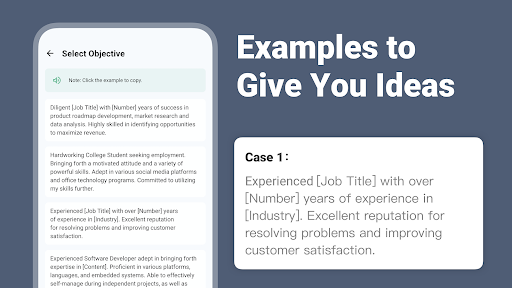 Select Objective
Note: Click the example to copy.
Diligent [Job Title] with [Number] years of success in
product roadmap development, market research and
data analysis. Highly skilled in identifying opportunities
to maximize revenue.
Hardworking College Student seeking employment.
Bringing forth a motivated attitude and a variety of
powerful skills. Adept in various social media platforms
and office technology programs. Committed to utilizing
my skills further.
Experienced [Job Title] with over [Number] years
of experience in [Industry]. Excellent reputation
for resolving problems and improving customer
satisfaction.
Experienced Software Developer adept in bringing forth
expertise in [Content]. Proficient in various platforms,
languages, and embedded systems. Able to effectively
self-manage during independent projects, as well as
Examples to
Give You Ideas
Case 1:
Experienced [Job Title] with over
[Number] years of experience in
[Industry]. Excellent reputation for
resolving problems and improving
customer satisfaction.